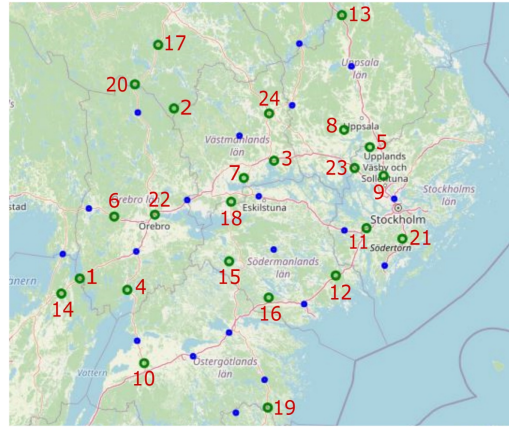 13
17
Uppsala
län
20
2
24
8
Uppsala
Västmanlands
län
5
3
Upplands
Väsby och
Sollentuna
23
7
9
Stockholms
län
18
Eskilstuna
6
22
Örebro län
stad
Örebro
Stockholm
11
Södertörn
21
15
Södermanlands
län
1
4
12
14
16
Vättern
10
Östergötlands
län
19